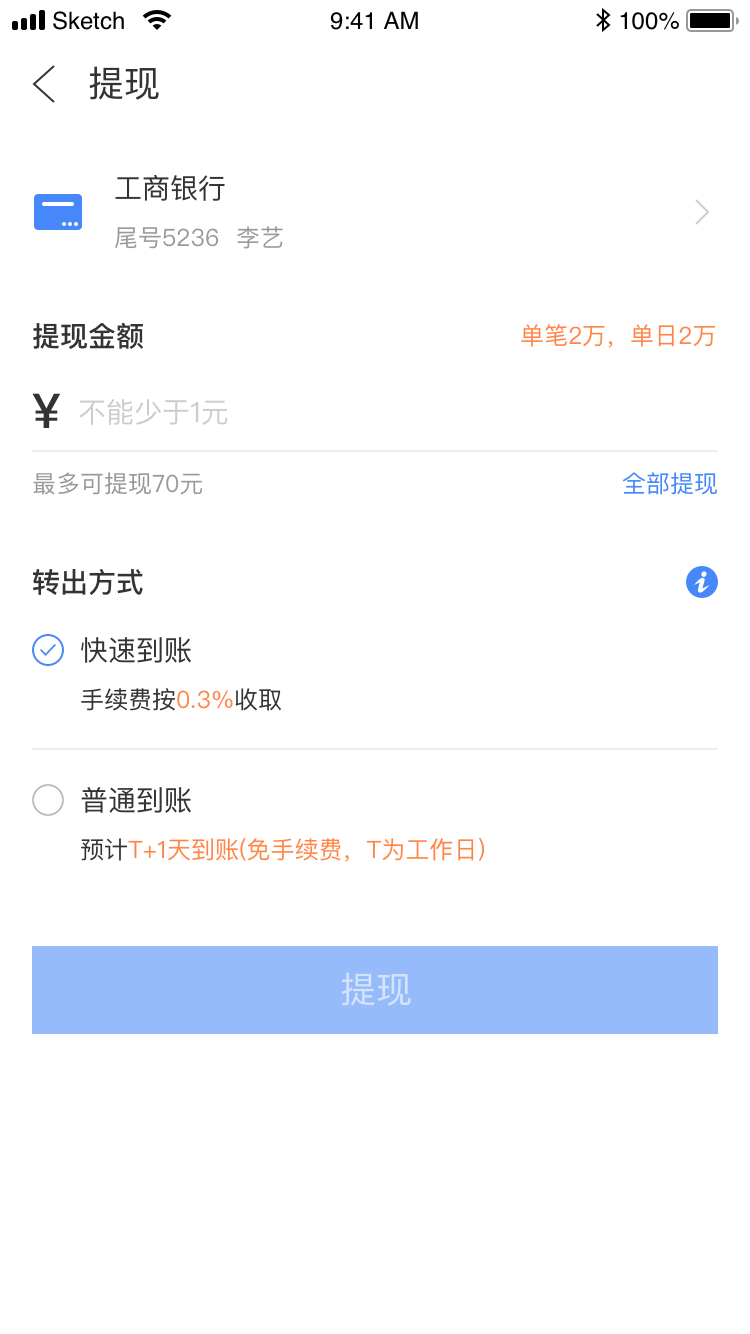 Sketch 9:41 AM 100%
提现
工商银行
尾号5236 李艺
提现金额 单笔2万，单日2万
¥ 不能少于1元
最多可提现70元 全部提现
转出方式
快速到账
手续费按0.3%收取
普通到账
预计T+1天到账(免手续费，T为工作日)
提现